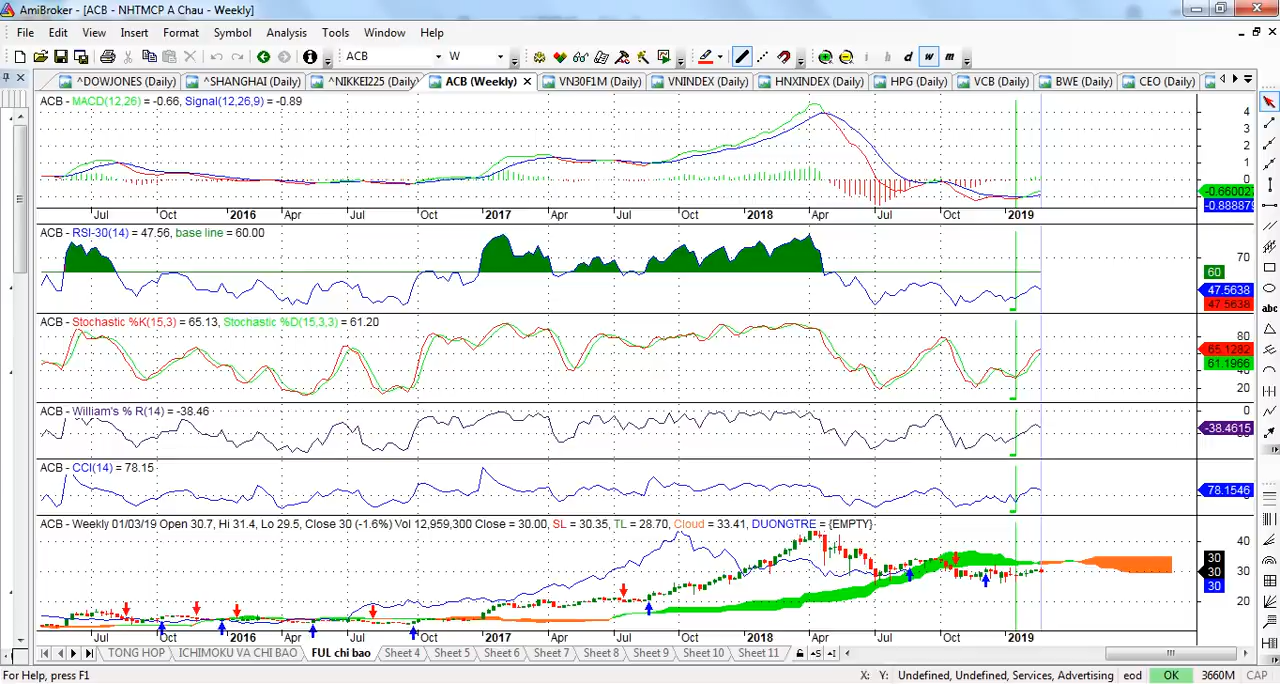 AmiBroker - [ACB - NHTMCP A Chau - Weekly]
File Edit View Insert Format Symbol Analysis Tools Window Help
ACB W i h d w m
^DOWJONES (Daily) ^SHANGHAI (Daily) ^NIKKEI225 (Daily) ACB (Weekly) VN30F1M (Daily) VNINDEX (Daily) HNXINDEX (Daily) HPG (Daily) VCB (Daily) BWE (Daily) CEO (Daily)
ACB - MACD(12,26) = -0.66, Signal(12,26,9) = -0.89
4
3
2
1
0
-0.660027
-0.888879
Jul Oct 2016 Apr Jul Oct 2017 Apr Jul Oct 2018 Apr Jul Oct 2019
ACB - RSI-30(14) = 47.56, base line = 60.00
70
60
47.5638
47.5638
ACB - Stochastic %K(15,3) = 65.13, Stochastic %D(15,3,3) = 61.20
80
65.1282
61.1966
40
20
ACB - William's % R(14) = -38.46
0
-38.4615
ACB - CCI(14) = 78.15
78.1546
ACB - Weekly 01/03/19 Open 30.7, Hi 31.4, Lo 29.5, Close 30 (-1.6%) Vol 12,959,300 Close = 30.00, SL = 30.35, TL = 28.70, Cloud = 33.41, DUONGTRE = {EMPTY}
40
30
30
30
30
20
Jul Oct 2016 Apr Jul Oct 2017 Apr Jul Oct 2018 Apr Jul Oct 2019
TONG HOP ICHIMOKU VA CHI BAO FUL chi bao Sheet 4 Sheet 5 Sheet 6 Sheet 7 Sheet 8 Sheet 9 Sheet 10 Sheet 11
abc
For Help, press F1 X: Y: Undefined, Undefined, Services, Advertising eod OK 3660M CAP